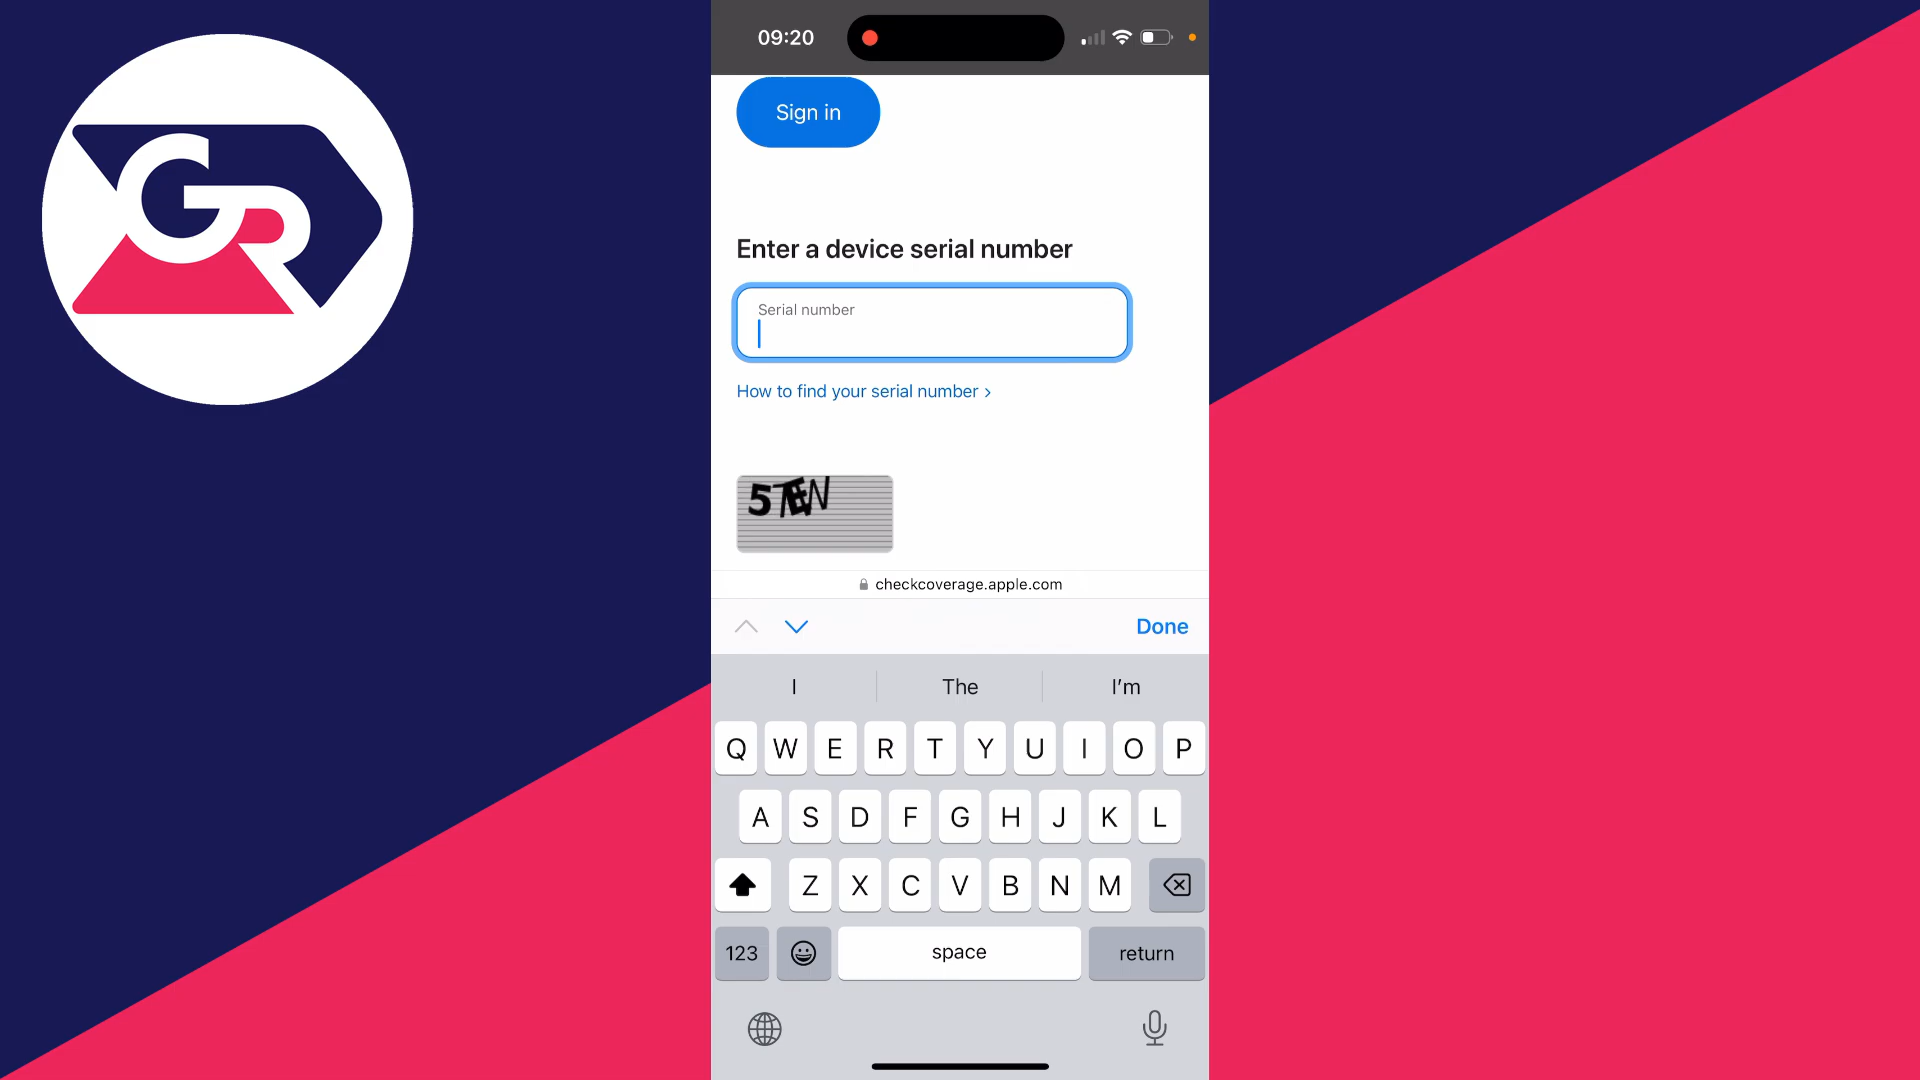 GR
09:20
Sign in
Enter a device serial number
Serial number
How to find your serial number ›
checkcoverage.apple.com
Done
I The I'm
Q W E R T Y U I O P
A S D F G H J K L
Z X C V B N M
123 space return